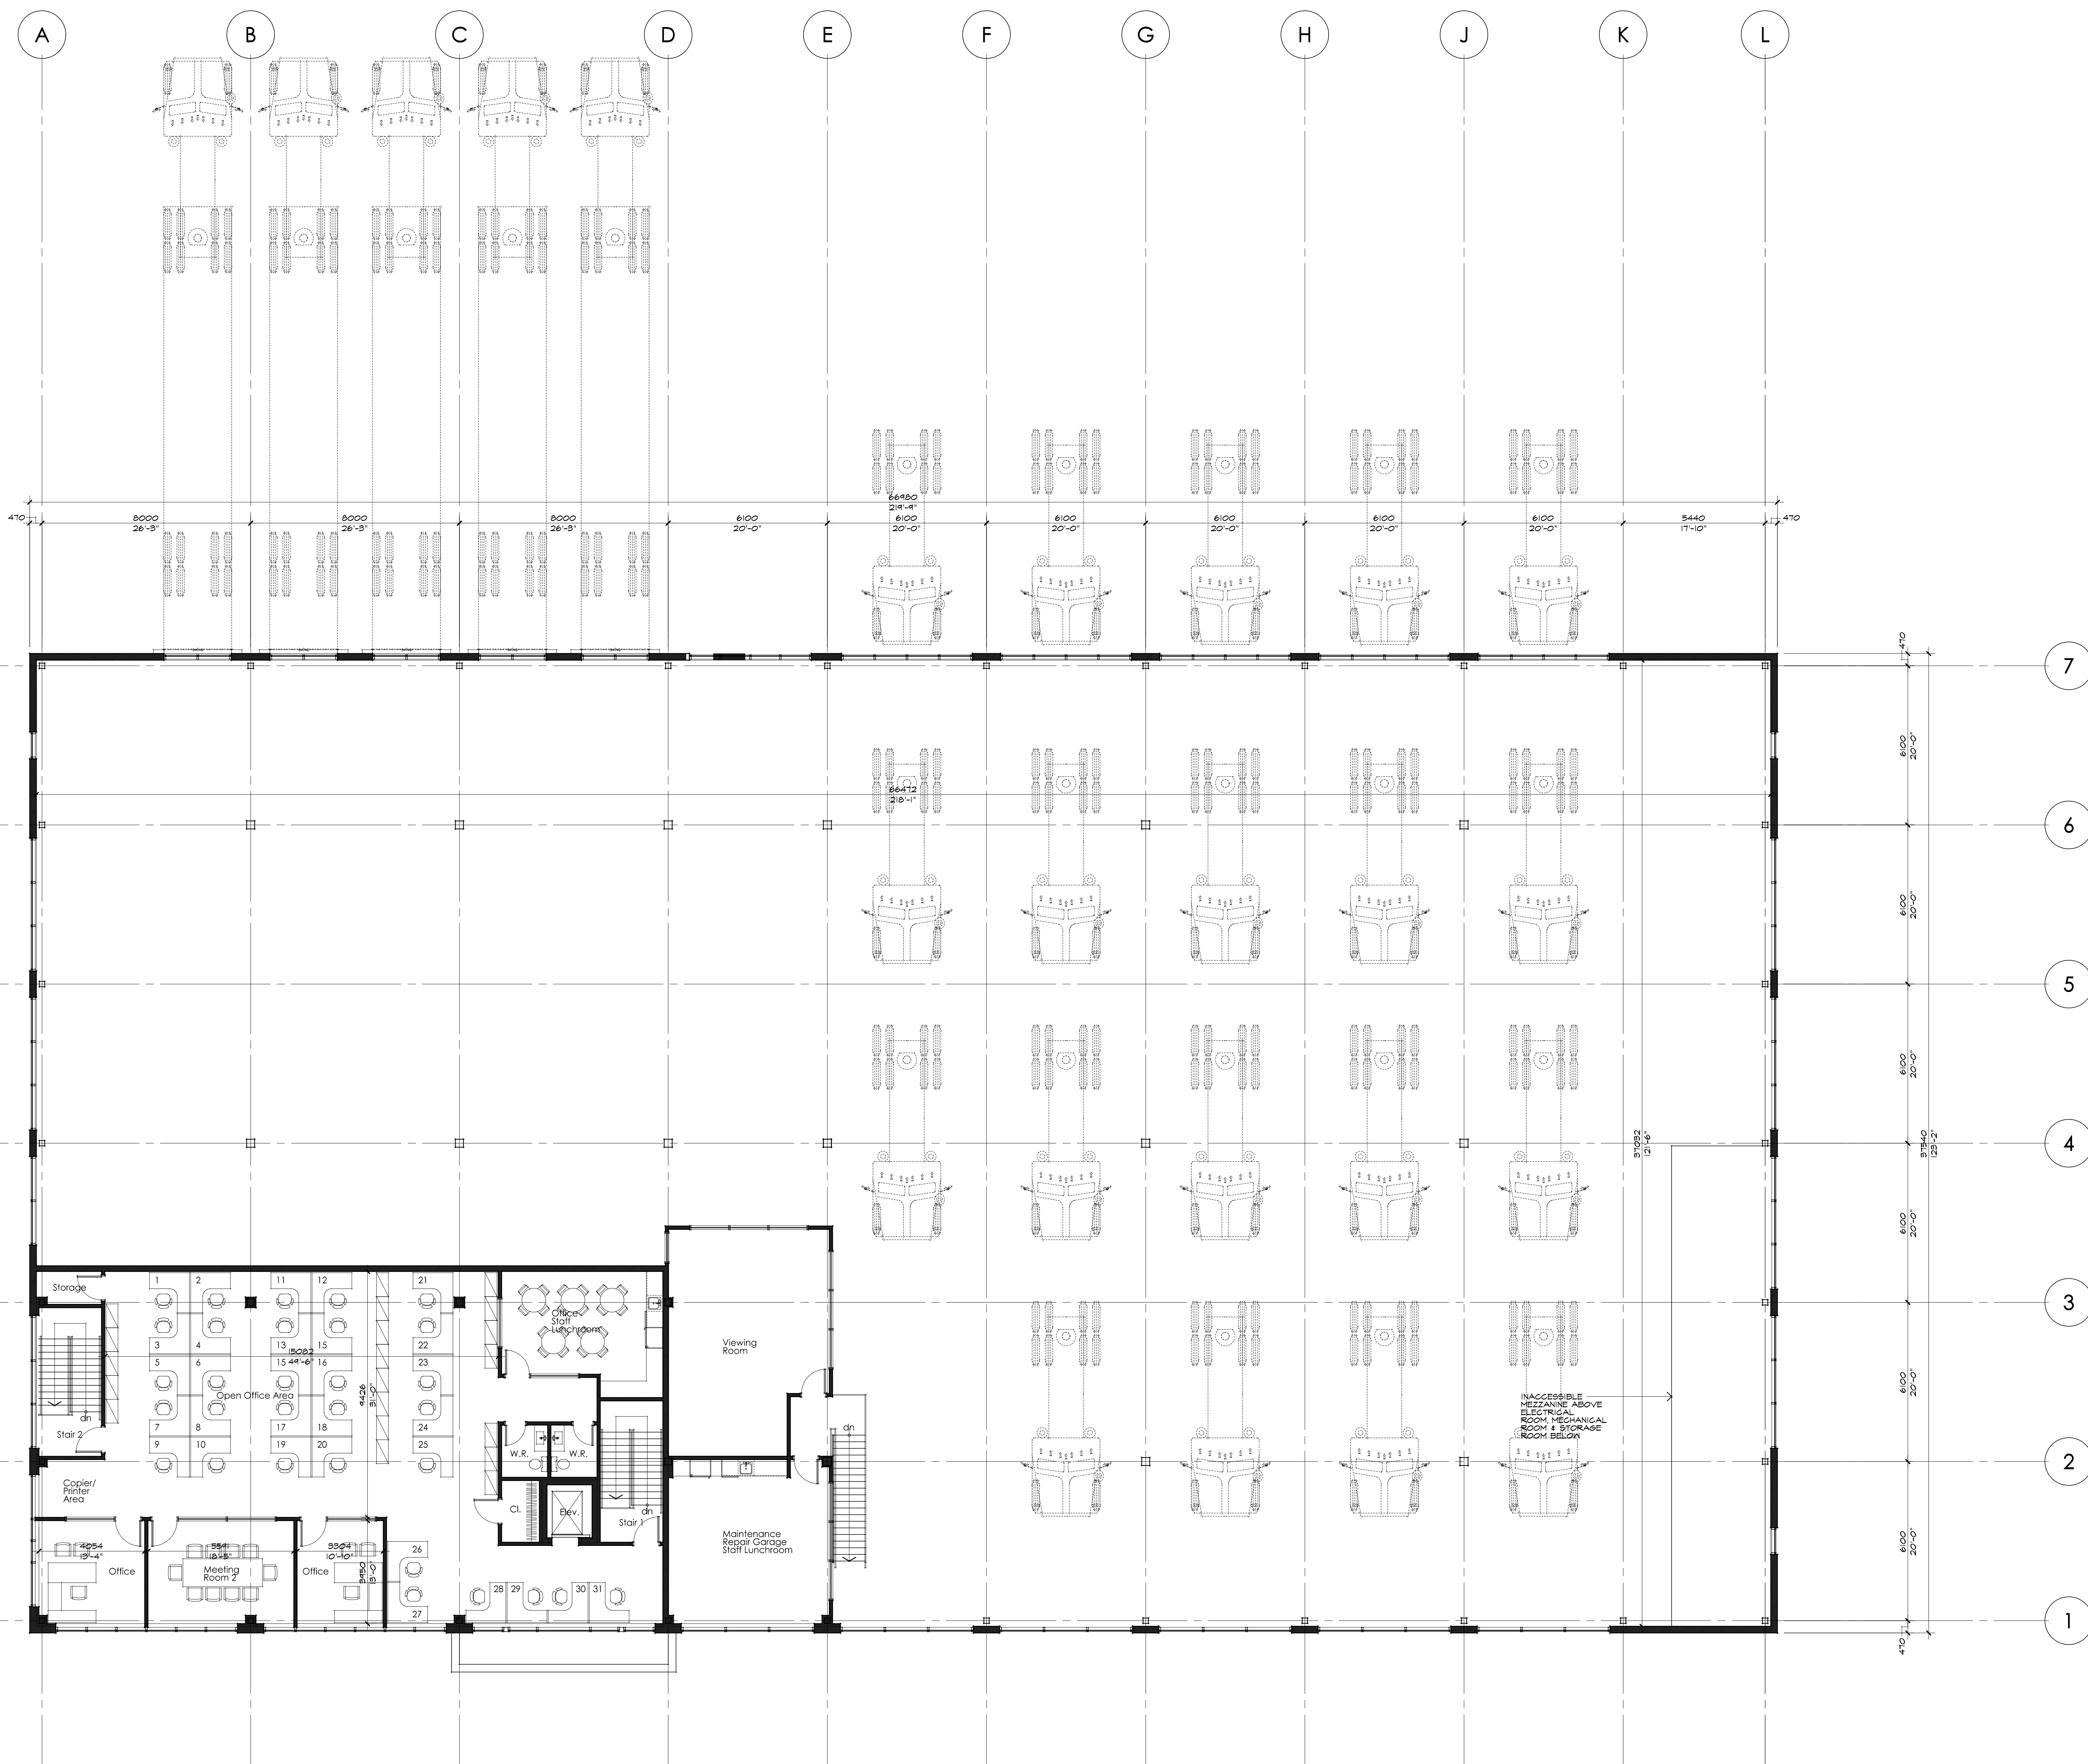 A B C D E F G H J K L
66980
219'-9"
470 8000 8000 8000 6100 6100 6100 6100 6100 6100 5440 470
26'-3" 26'-3" 26'-3" 20'-0" 20'-0" 20'-0" 20'-0" 20'-0" 20'-0" 17'-10"
470
7
6100
20'-0"
66472
218'-1"
6
6100
20'-0"
5
6100
20'-0"
37032
121'-6"
37540
123'-2"
4
6100
20'-0"
3
6100
20'-0"
2
6100
20'-0"
1
470
Storage
1 2 11 12 21
3 4 13 15 22
15082
49'-6"
5 6 15 16 23
9426
31'-0"
Open Office Area
7 8 17 18 24
9 10 19 20 25
dn
Stair 2
Copier/
Printer
Area
Office
Staff
Lunchroom
Viewing
Room
W.R. W.R.
Cl.
Elev.
dn
Stair 1
dn
Maintenance
Repair Garage
Staff Lunchroom
INACCESSIBLE
MEZZANINE ABOVE
ELECTRICAL
ROOM, MECHANICAL
ROOM & STORAGE
ROOM BELOW
4054
13'-4"
Office
5591
18'-5"
Meeting
Room 2
3304
10'-10"
Office
3950
13'-0"
26
27
28 29 30 31